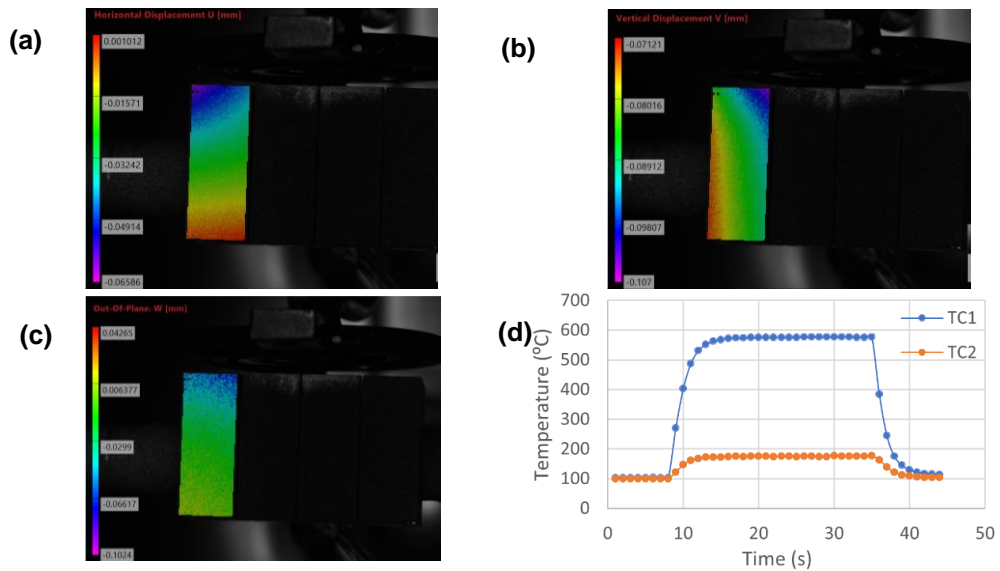 (a)
Horizontal Displacement U [mm]
0.001012
-0.01571
-0.03242
-0.04914
-0.06586
(b)
Vertical Displacement V [mm]
-0.07121
-0.08016
-0.08912
-0.09807
-0.107
(c)
Out-Of-Plane: W [mm]
0.04265
0.006377
-0.0299
-0.06617
-0.1024
(d)
700
600
500
400
300
200
100
0
Temperature (°C)
TC1
TC2
0 10 20 30 40 50
Time (s)